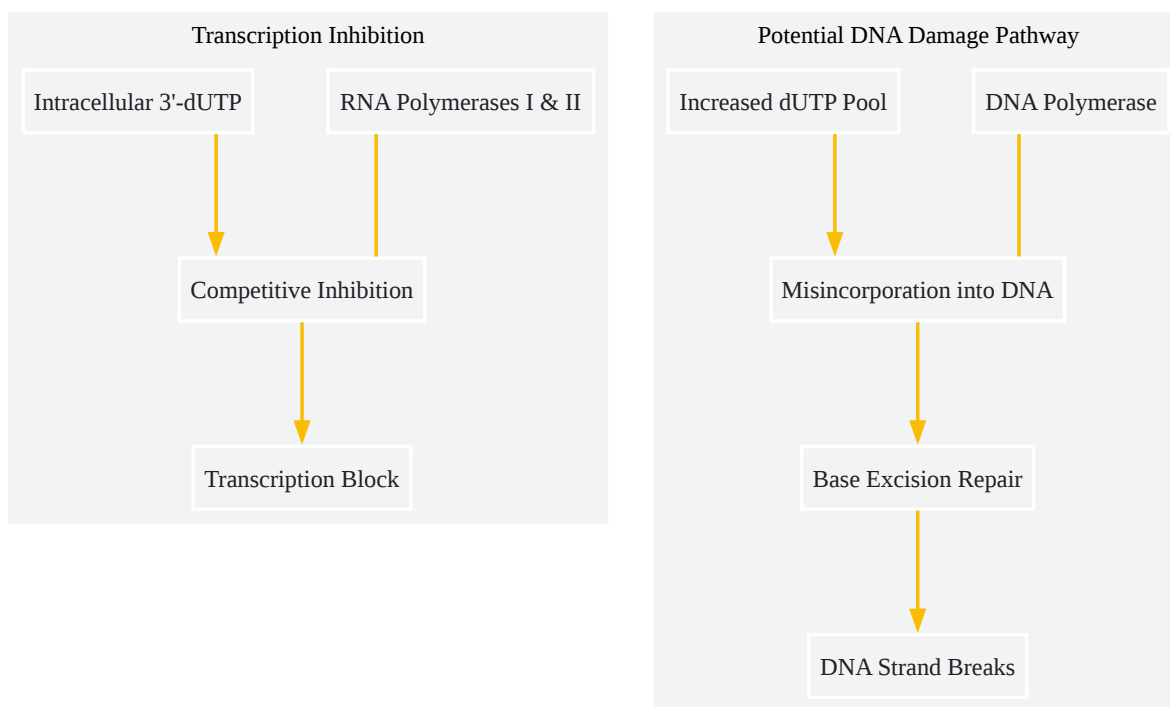 Transcription Inhibition
Intracellular 3'-dUTP
RNA Polymerases I & II
Competitive Inhibition
Transcription Block
Potential DNA Damage Pathway
Increased dUTP Pool
DNA Polymerase
Misincorporation into DNA
Base Excision Repair
DNA Strand Breaks